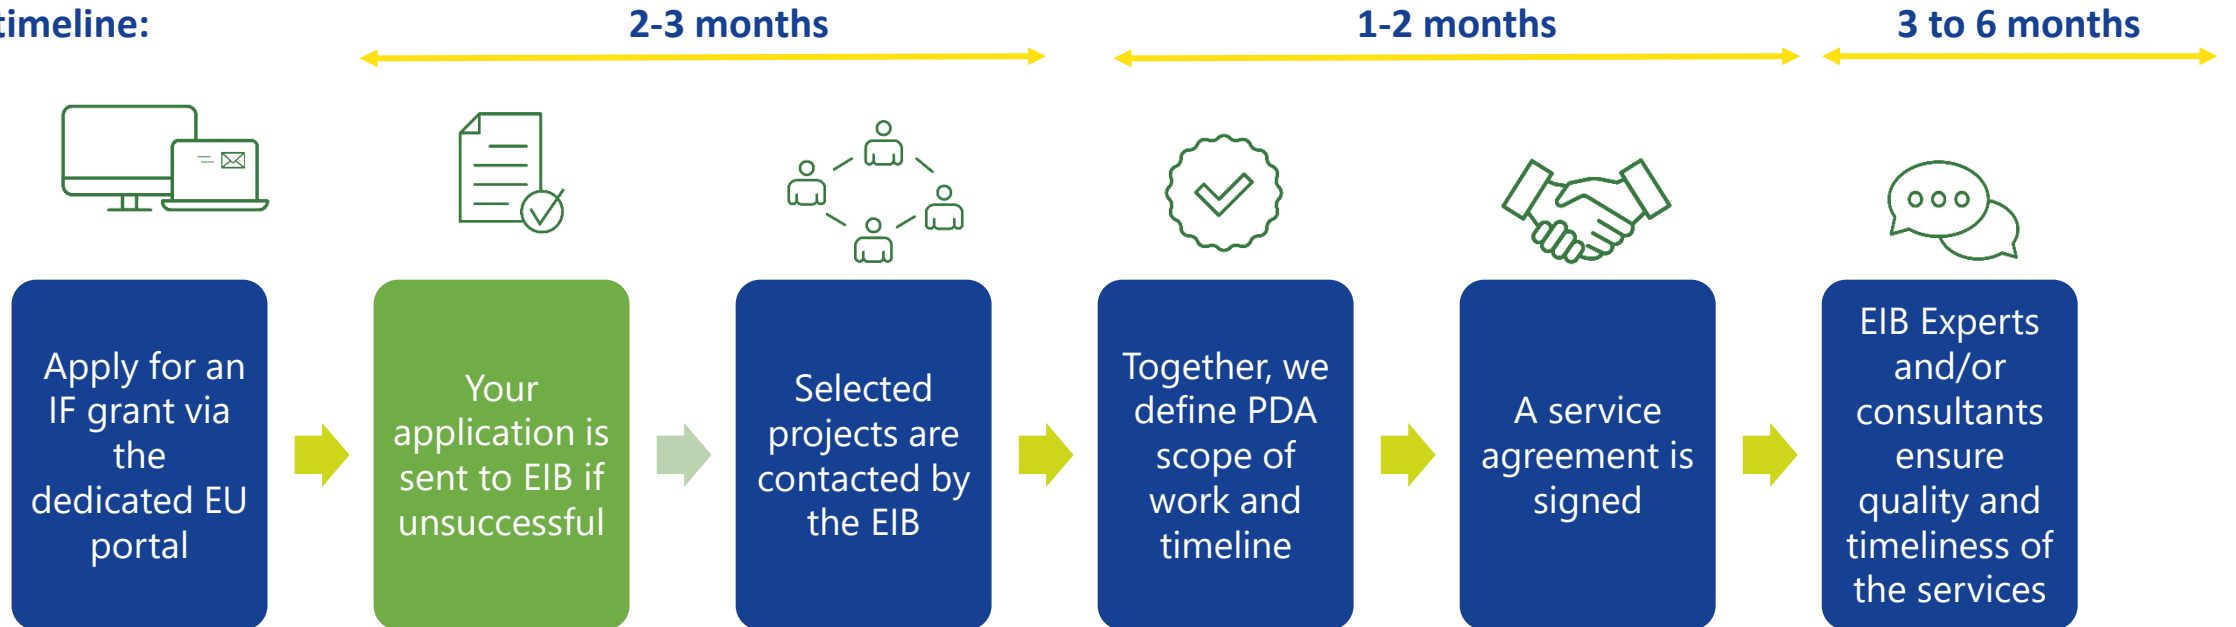 timeline:
2-3 months
1-2 months
3 to 6 months
Apply for an
IF grant via
the
dedicated EU
portal
Your
application is
sent to EIB if
unsuccessful
Selected
projects are
contacted by
the EIB
Together, we
define PDA
scope of
work and
timeline
A service
agreement is
signed
EIB Experts
and/or
consultants
ensure
quality and
timeliness of
the services